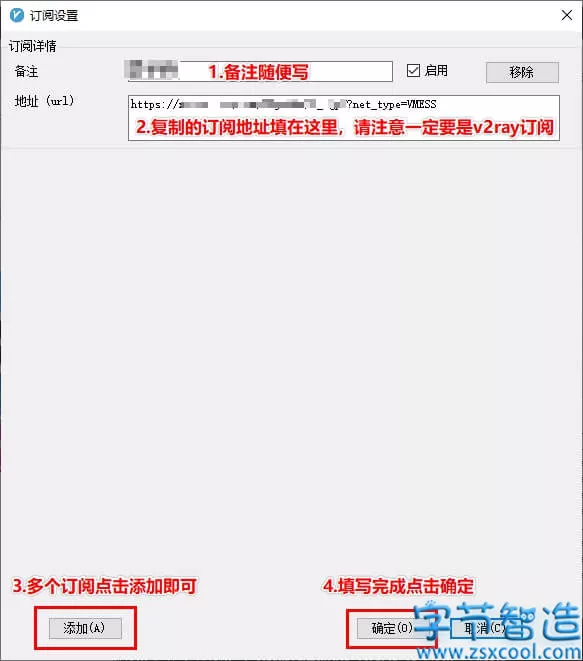 订阅设置
订阅详情
备注
1.备注随便写
启用
移除
地址 (url)
https:// ?net_type=VMESS
2.复制的订阅地址填在这里，请注意一定要是v2ray订阅
3.多个订阅点击添加即可
4.填写完成点击确定
添加(A)
确定(O)
取消(C)
字节智造
www.zsxcool.com